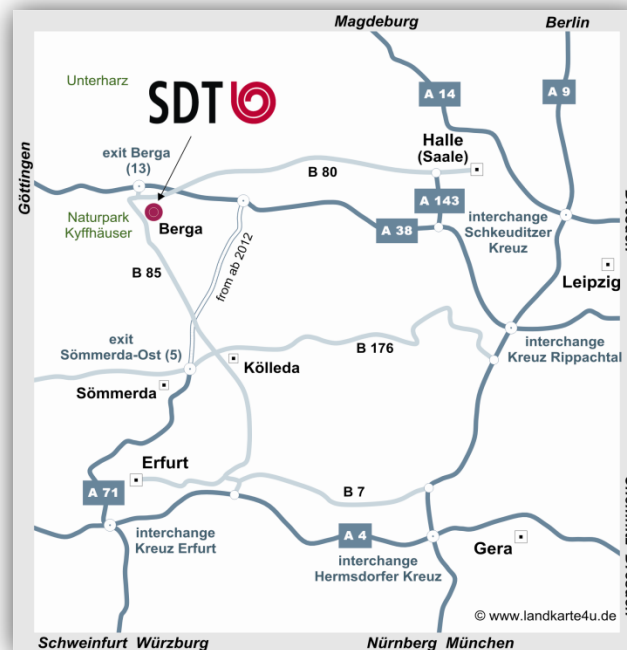 Magdeburg
Berlin
Unterharz
SDT
A 14
A 9
Halle
(Saale)
exit Berga
(13)
B 80
Göttingen
A 143
Naturpark
Kyffhäuser
Berga
A 38
interchange
Schkeuditzer
Kreuz
from ab 2012
B 85
Leipzig
exit
Sömmerda-Ost (5)
B 176
interchange
Kreuz Rippachtal
Kölleda
Sömmerda
Erfurt
A 71
B 7
interchange
Kreuz Erfurt
A 4
Gera
interchange
Hermsdorfer Kreuz
© www.landkarte4u.de
Schweinfurt Würzburg
Nürnberg München